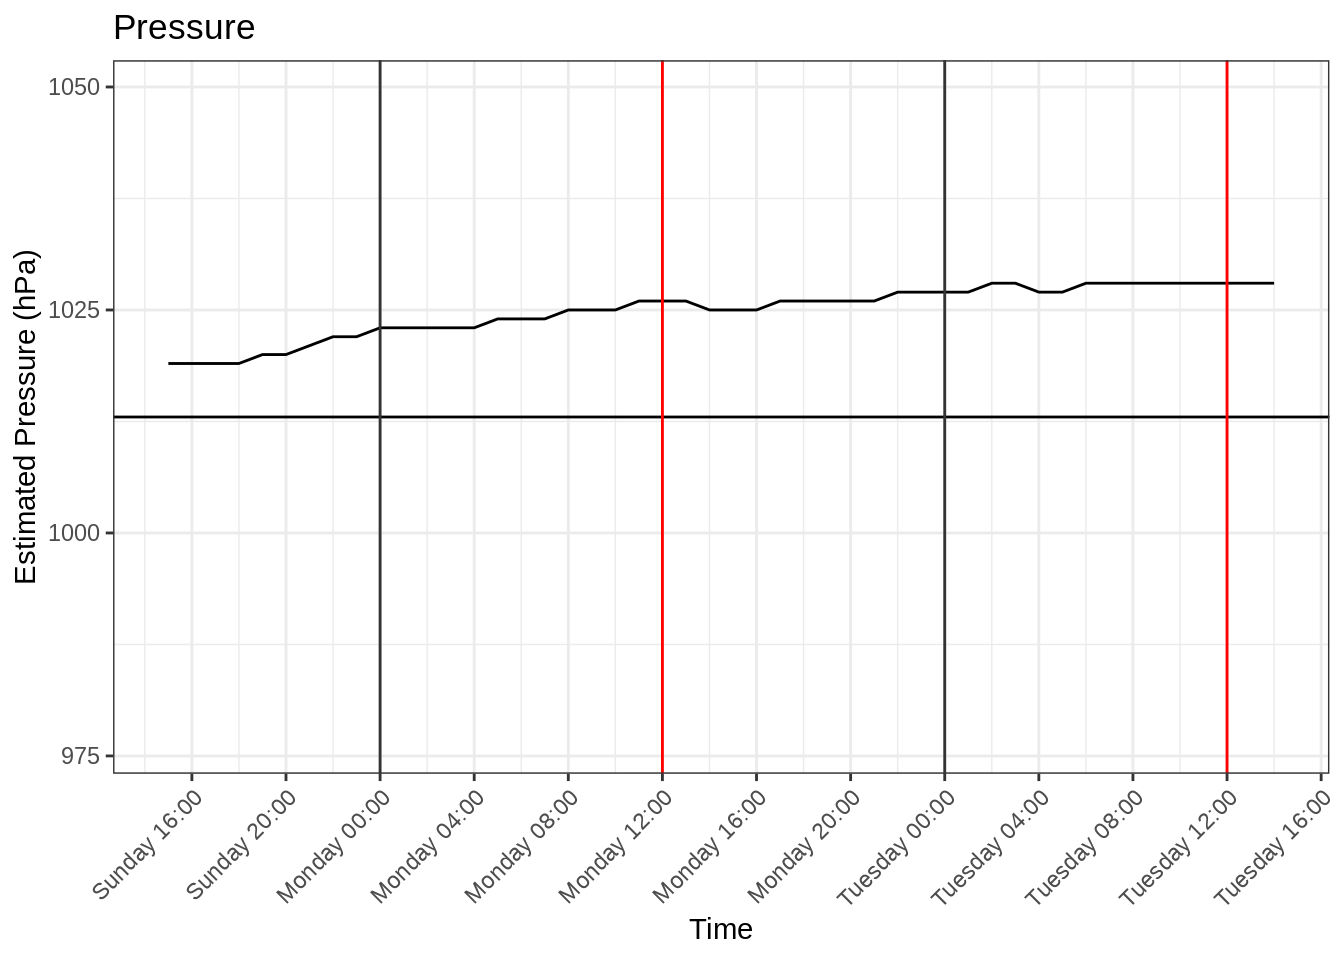 Pressure
Estimated Pressure (hPa)
1050
1025
1000
975
Sunday 16:00
Sunday 20:00
Monday 00:00
Monday 04:00
Monday 08:00
Monday 12:00
Monday 16:00
Monday 20:00
Tuesday 00:00
Tuesday 04:00
Tuesday 08:00
Tuesday 12:00
Tuesday 16:00
Time